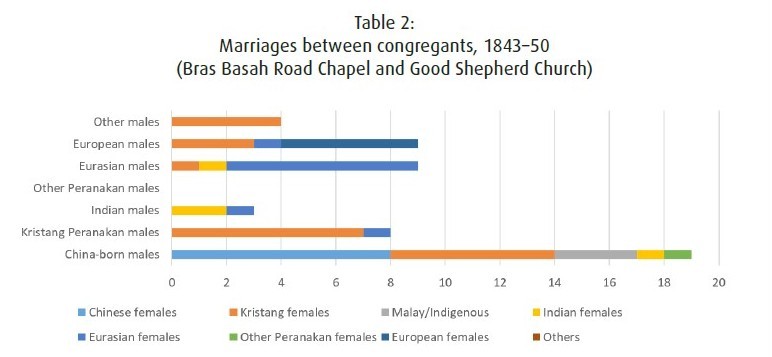 Table 2:
Marriages between congregants, 1843–50
(Bras Basah Road Chapel and Good Shepherd Church)
Other males
European males
Eurasian males
Other Peranakan males
Indian males
Kristang Peranakan males
China-born males
0 2 4 6 8 10 12 14 16 18 20
Chinese females Kristang females Malay/Indigenous Indian females
Eurasian females Other Peranakan females European females Others